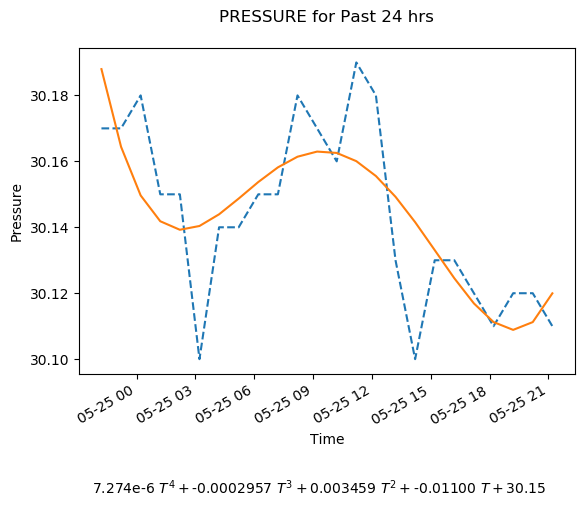 PRESSURE for Past 24 hrs
30.18
30.16
30.14
30.12
30.10
Pressure
05-25 00 05-25 03 05-25 06 05-25 09 05-25 12 05-25 15 05-25 18 05-25 21
Time
7.274e-6 T⁴ + -0.0002957 T³ + 0.003459 T² + -0.01100 T + 30.15